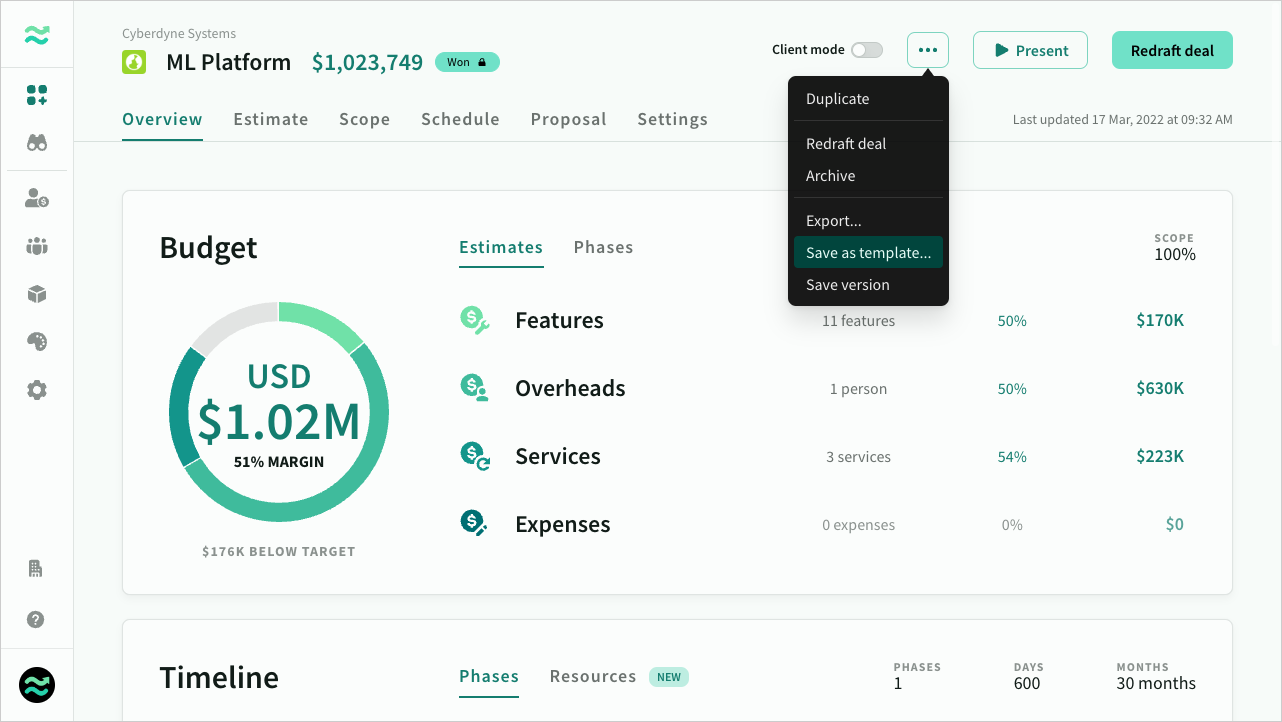 Cyberdyne Systems
ML Platform $1,023,749 Won
Client mode
Present
Redraft deal
Overview Estimate Scope Schedule Proposal Settings
Last updated 17 Mar, 2022 at 09:32 AM
Duplicate
Redraft deal
Archive
Export...
Save as template...
Save version
Budget
USD
$1.02M
51% MARGIN
$176K BELOW TARGET
Estimates Phases
SCOPE
100%
Features 11 features 50% $170K
Overheads 1 person 50% $630K
Services 3 services 54% $223K
Expenses 0 expenses 0% $0
Timeline
Phases Resources NEW
PHASES
1
DAYS
600
MONTHS
30 months